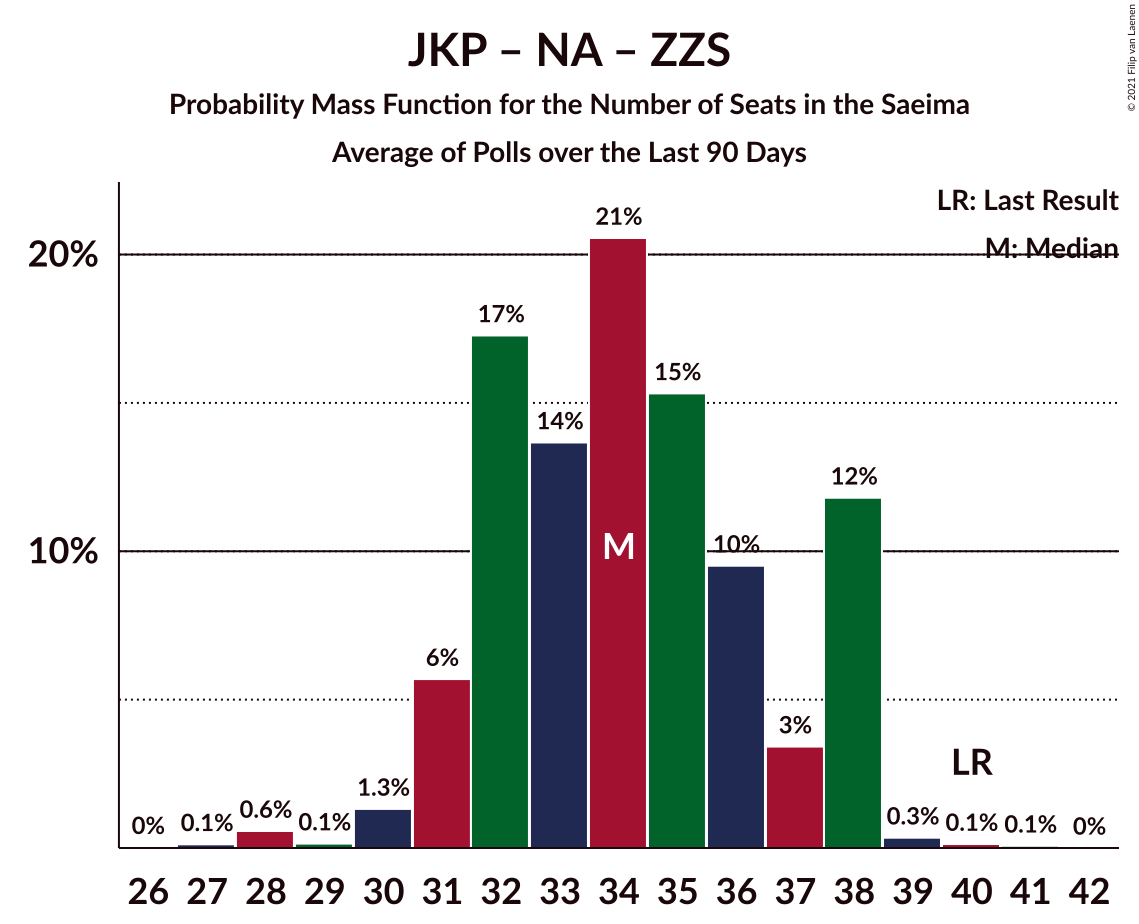 JKP – NA – ZZS
Probability Mass Function for the Number of Seats in the Saeima
Average of Polls over the Last 90 Days
© 2021 Filip van Laenen
LR: Last Result
M: Median
20%
10%
0%
0.1%
0.6%
0.1%
1.3%
6%
17%
14%
21%
15%
10%
3%
12%
0.3%
0.1%
0.1%
0%
M
LR
26 27 28 29 30 31 32 33 34 35 36 37 38 39 40 41 42